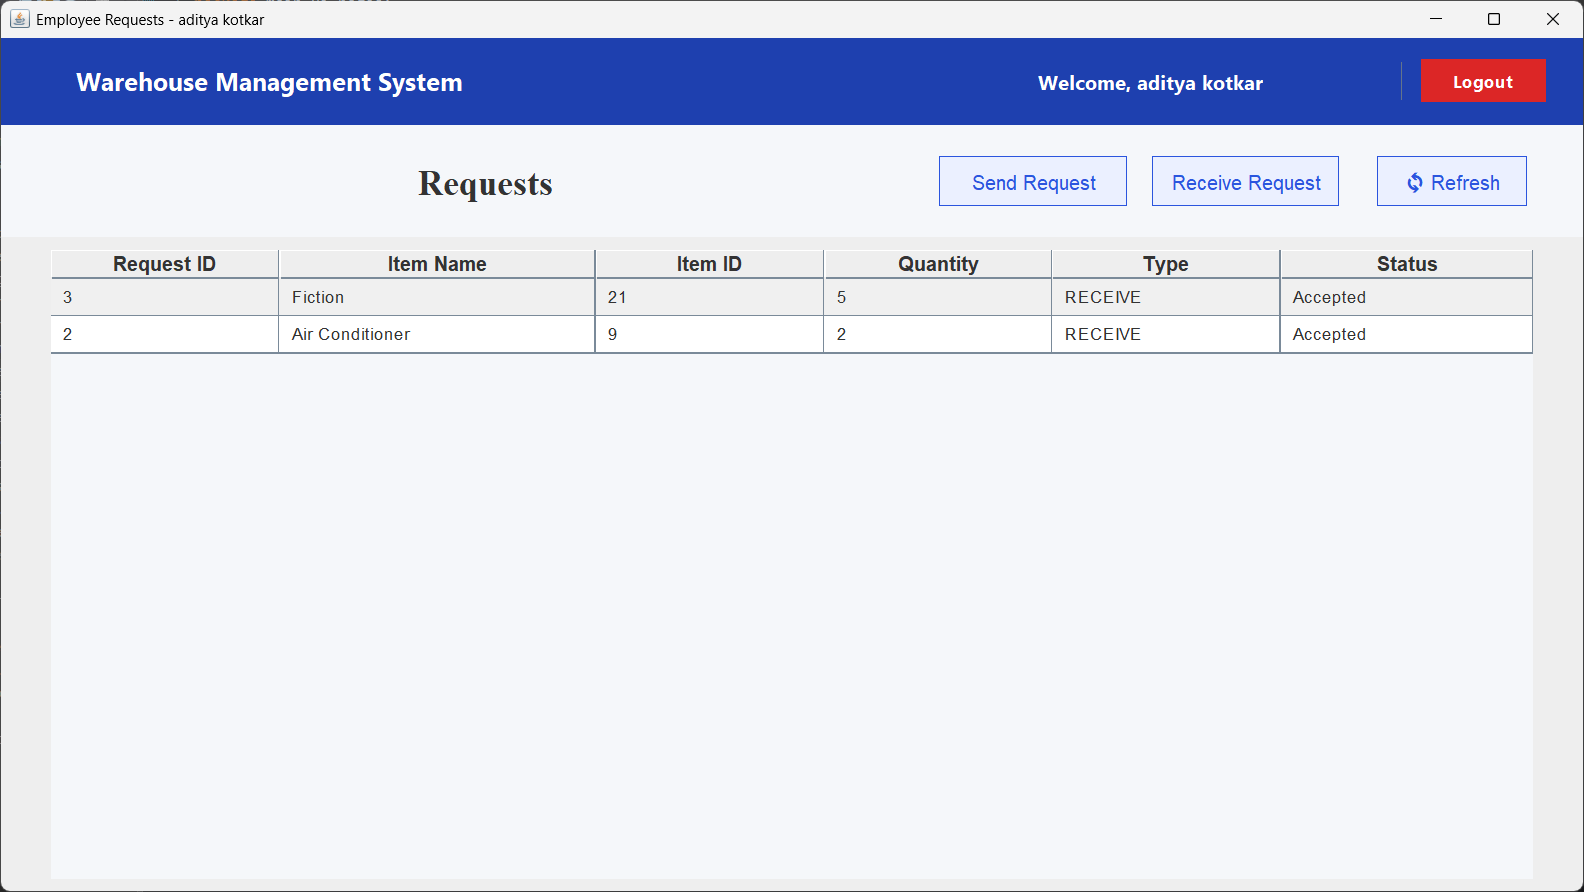 Employee Requests - aditya kotkar
Warehouse Management System
Welcome, aditya kotkar
Logout
Requests
Send Request
Receive Request
Refresh
Request ID Item Name Item ID Quantity Type Status
3 Fiction 21 5 RECEIVE Accepted
2 Air Conditioner 9 2 RECEIVE Accepted